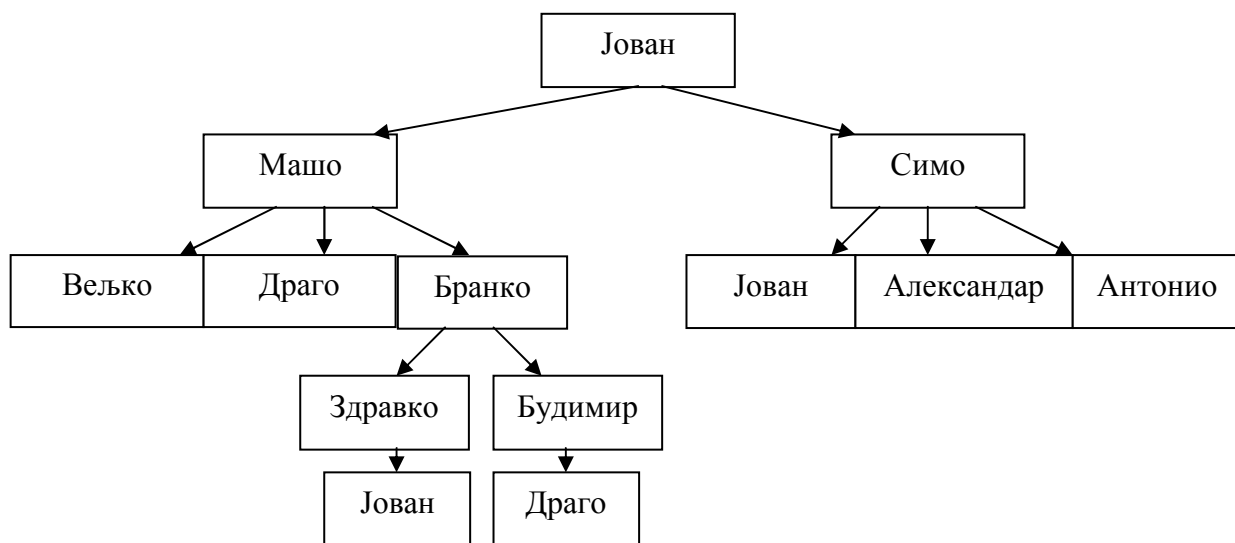 Јован
Машо Симо
Вељко Драго Бранко Јован Александар Антонио
Здравко Будимир
Јован Драго